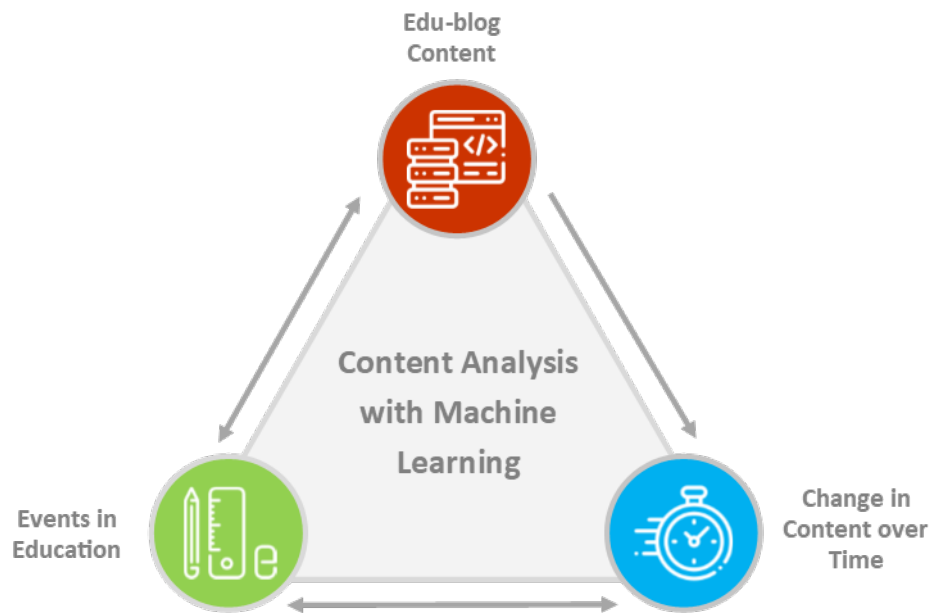 Edu-blog
Content
</>
Content Analysis
with Machine
Learning
Events in
Education
Change in
Content over
Time